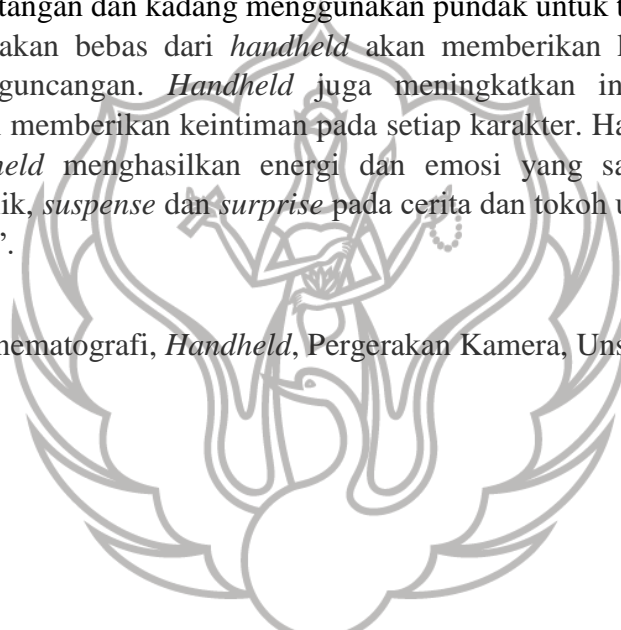 tangan dan kadang menggunakan pundak untuk t
akan bebas dari handheld akan memberikan
guncangan. Handheld juga meningkatkan in
memberikan keintiman pada setiap karakter. Ha
held menghasilkan energi dan emosi yang sa
ik, suspense dan surprise pada cerita dan tokoh u
”.
nematografi, Handheld, Pergerakan Kamera, Uns